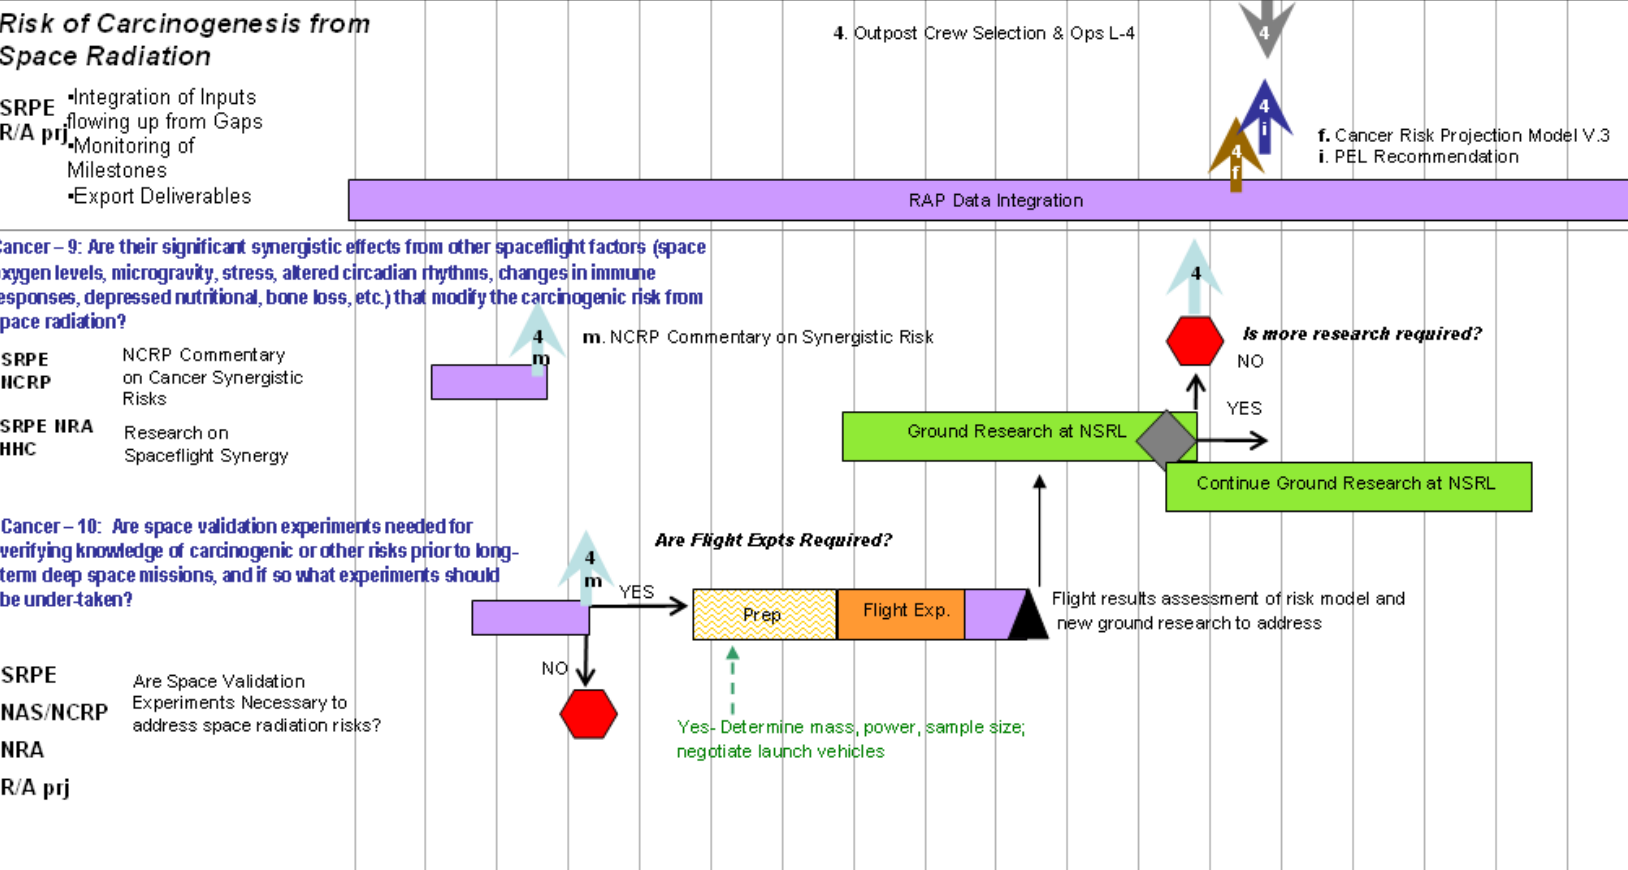 Risk of Carcinogenesis from
Space Radiation
4. Outpost Crew Selection & Ops L-4
4
SRPE
R/A prj
▪Integration of Inputs
flowing up from Gaps
▪Monitoring of
Milestones
▪Export Deliverables
4
i
4
f
f. Cancer Risk Projection Model V.3
i. PEL Recommendation
RAP Data Integration
Cancer – 9: Are their significant synergistic effects from other spaceflight factors (space
oxygen levels, microgravity, stress, altered circadian rhythms, changes in immune
esponses, depressed nutritional, bone loss, etc.) that modify the carcinogenic risk from
pace radiation?
4
m
m. NCRP Commentary on Synergistic Risk
4
Is more research required?
NO
YES
SRPE
NCRP
NCRP Commentary
on Cancer Synergistic
Risks
SRPE NRA
HHC
Research on
Spaceflight Synergy
Ground Research at NSRL
Continue Ground Research at NSRL
Cancer – 10: Are space validation experiments needed for
verifying knowledge of carcinogenic or other risks prior to long-
term deep space missions, and if so what experiments should
be under-taken?
4
m
Are Flight Expts Required?
YES
NO
Prep
Flight Exp.
Flight results assessment of risk model and
new ground research to address
SRPE
NAS/NCRP
NRA
R/A prj
Are Space Validation
Experiments Necessary to
address space radiation risks?
Yes- Determine mass, power, sample size;
negotiate launch vehicles